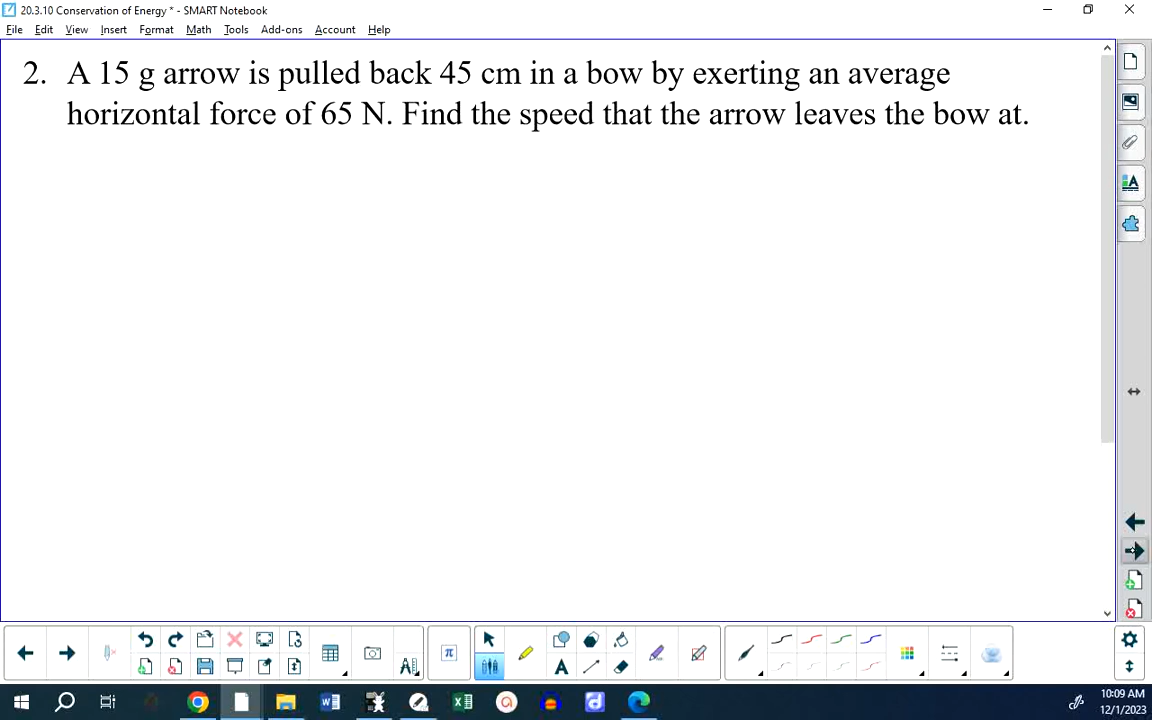 20.3.10 Conservation of Energy * - SMART Notebook
File Edit View Insert Format Math Tools Add-ons Account Help
2. A 15 g arrow is pulled back 45 cm in a bow by exerting an average
horizontal force of 65 N. Find the speed that the arrow leaves the bow at.
10:09 AM
12/1/2023